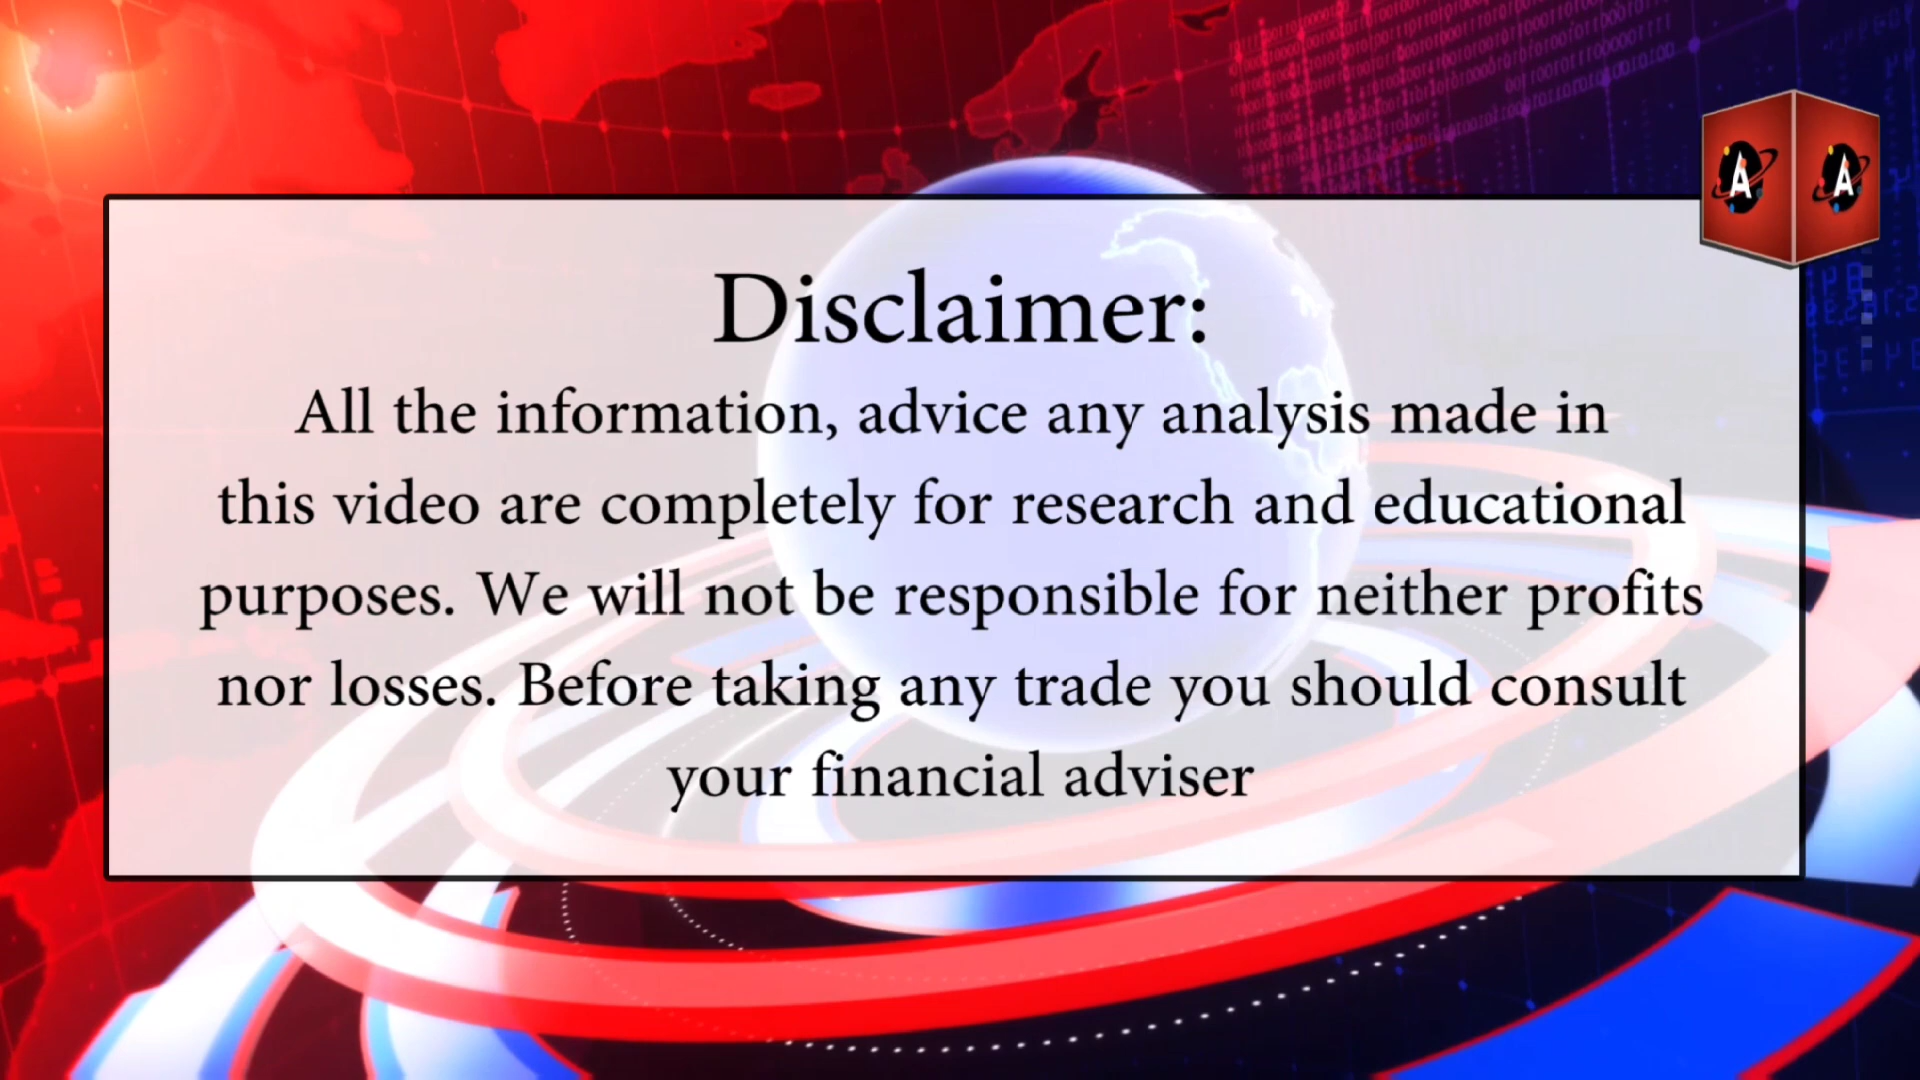 Disclaimer:
All the information, advice any analysis made in
this video are completely for research and educational
purposes. We will not be responsible for neither profits
nor losses. Before taking any trade you should consult
your financial adviser
A A